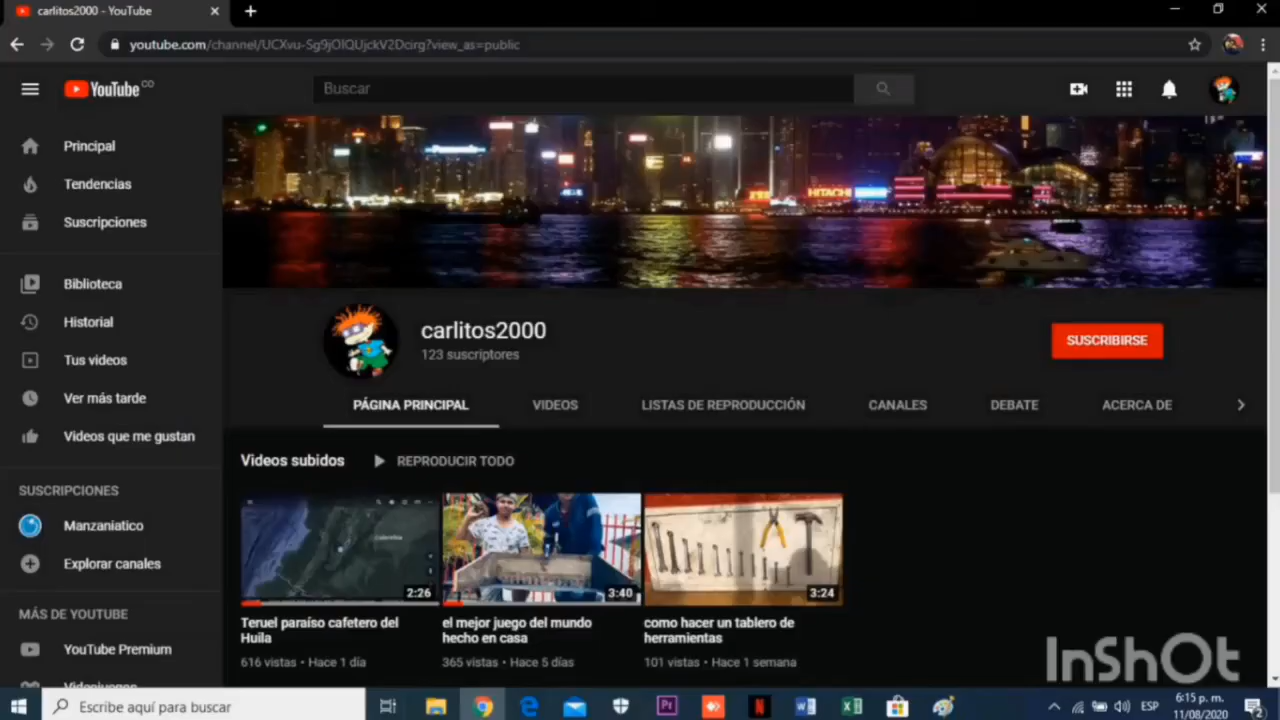 carlitos2000 - YouTube
youtube.com/channel/UCXvu-Sg9jOlQUjckV2Dcirg?view_as=public
YouTube CO
Buscar
Principal
Tendencias
Suscripciones
Biblioteca
Historial
Tus videos
Ver más tarde
Videos que me gustan
SUSCRIPCIONES
Manzaniatico
Explorar canales
MÁS DE YOUTUBE
YouTube Premium
Videojuegos
HITACHI
carlitos2000
123 suscriptores
SUSCRIBIRSE
PÁGINA PRINCIPAL
VIDEOS
LISTAS DE REPRODUCCIÓN
CANALES
DEBATE
ACERCA DE
Videos subidos
REPRODUCIR TODO
Colombia
2:26
Teruel paraíso cafetero del
Huila
616 vistas • Hace 1 día
3:40
el mejor juego del mundo
hecho en casa
365 vistas • Hace 5 días
3:24
como hacer un tablero de
herramientas
101 vistas • Hace 1 semana
InShOt
Escribe aquí para buscar
Pr
ESP
6:15 p. m.
11/08/2020
2